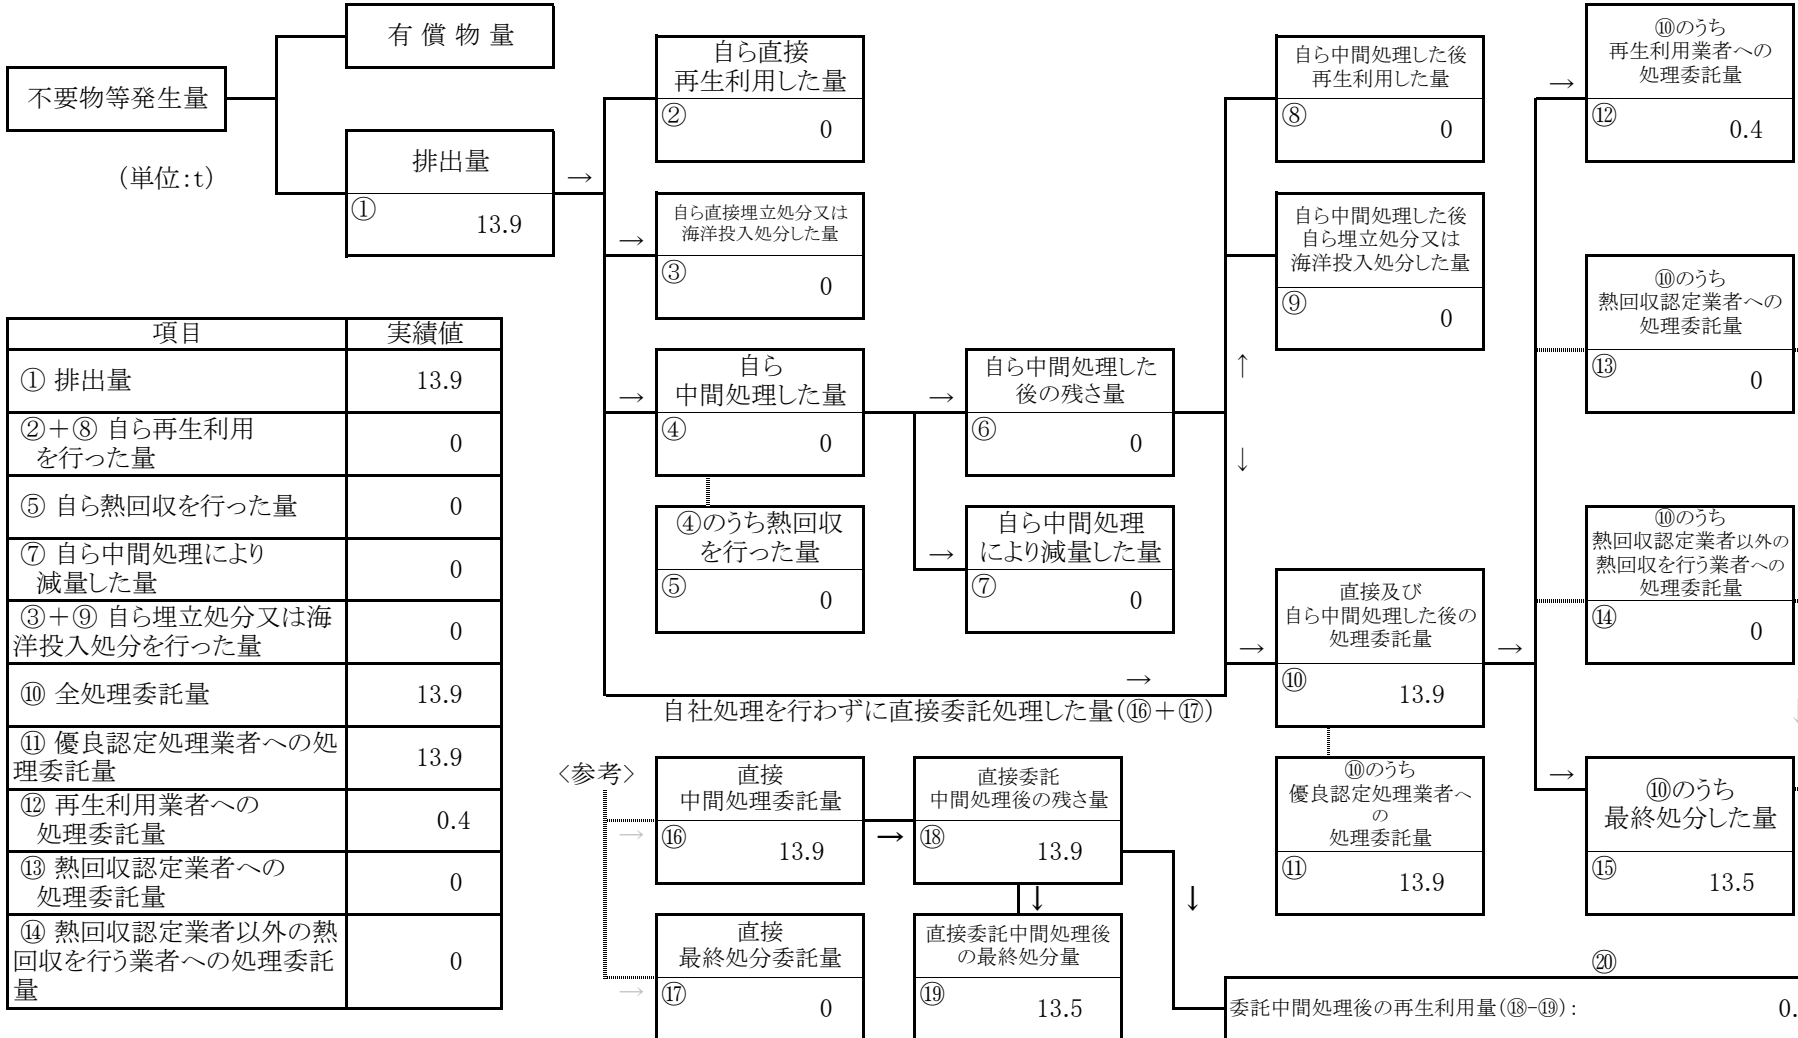 有償物量
不要物等発生量
(単位:t)
排出量
→
①
13.9
自ら直接
再生利用した量
②
0
自ら直接埋立処分又は
海洋投入処分した量
→
③
0
自ら
中間処理した量
→
④
0
④のうち熱回収
を行った量
⑤
0
→
自ら中間処理した
後の残さ量
⑥
0
→
自ら中間処理
により減量した量
⑦
0
自ら中間処理した後
再生利用した量
⑧
0
自ら中間処理した後
自ら埋立処分又は
海洋投入処分した量
⑨
0
↑
↓
→
自社処理を行わずに直接委託処理した量(⑯+⑰)
→
直接及び
自ら中間処理した後の
処理委託量
⑩
13.9
→
⑩のうち
優良認定処理業者へ
の
処理委託量
⑪
13.9
→
⑩のうち
再生利用業者への
処理委託量
⑫
0.4
⑩のうち
熱回収認定業者への
処理委託量
⑬
0
⑩のうち
熱回収認定業者以外の
熱回収を行う業者への
処理委託量
⑭
0
→
⑩のうち
最終処分した量
⑮
13.5
項目 実績値
① 排出量 13.9
②+⑧ 自ら再生利用
を行った量 0
⑤ 自ら熱回収を行った量 0
⑦ 自ら中間処理により
減量した量 0
③+⑨ 自ら埋立処分又は海
洋投入処分を行った量 0
⑩ 全処理委託量 13.9
⑪ 優良認定処理業者への処
理委託量 13.9
⑫ 再生利用業者への
処理委託量 0.4
⑬ 熱回収認定業者への
処理委託量 0
⑭ 熱回収認定業者以外の熱
回収を行う業者への処理委託
量 0
<参考>
→
直接
中間処理委託量
⑯
13.9
→
直接委託
中間処理後の残さ量
⑱
13.9
↓
↓
→
直接
最終処分委託量
⑰
0
直接委託中間処理後
の最終処分量
⑲
13.5
⑳
委託中間処理後の再生利用量(⑱-⑲): 0.